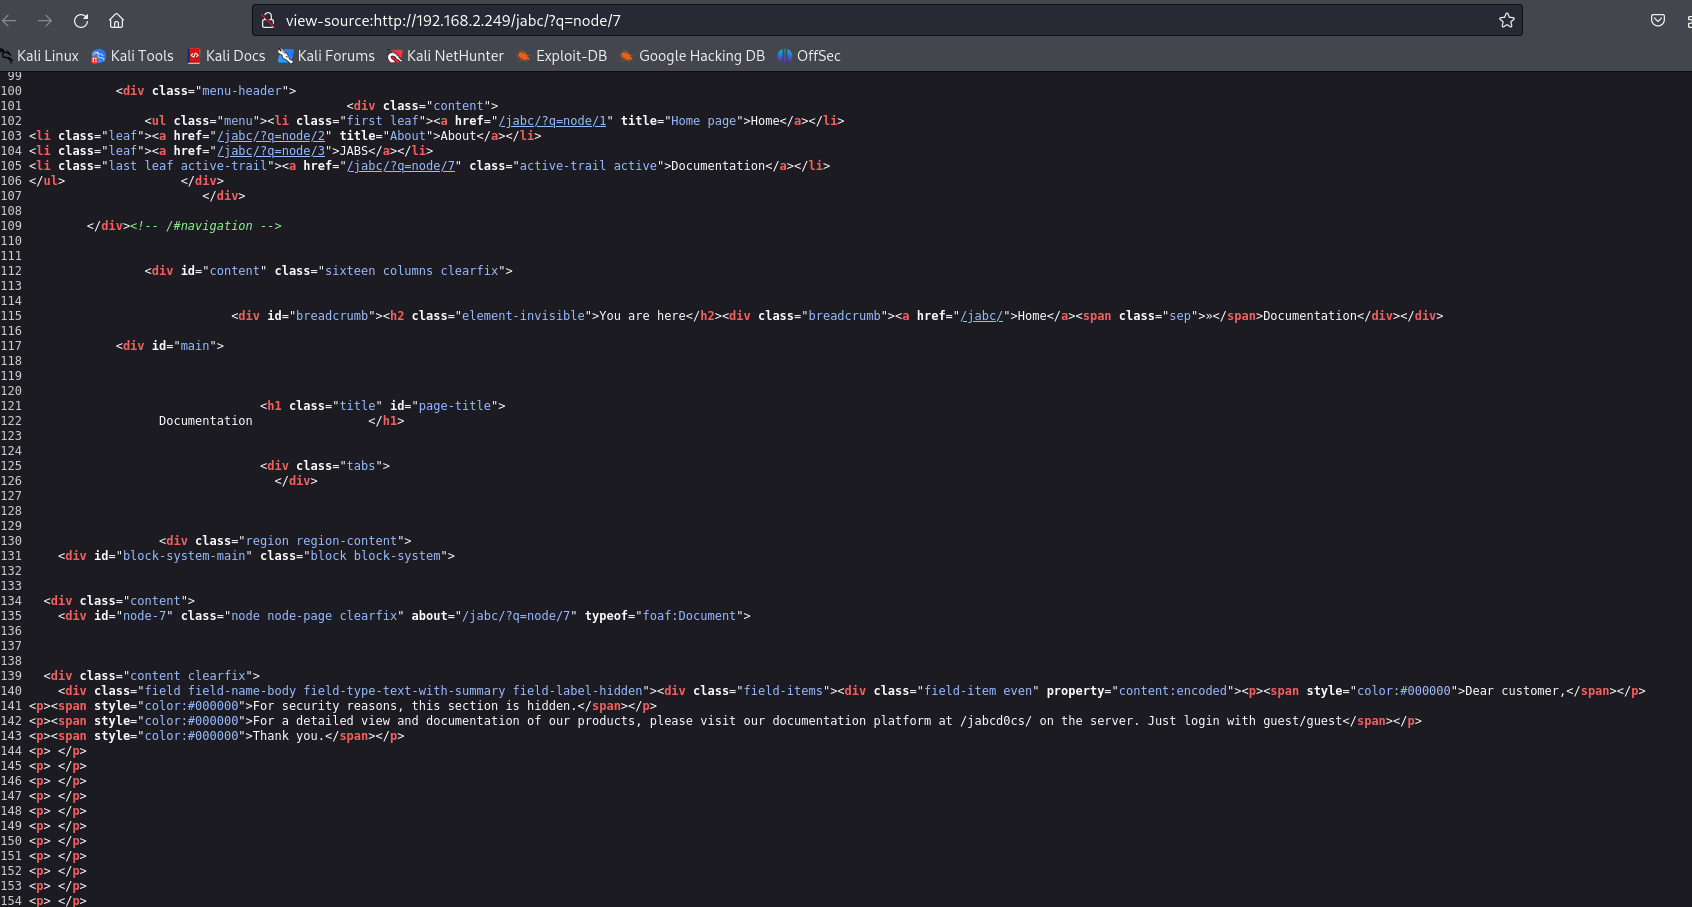 view-source:http://192.168.2.249/jabc/?q=node/7
Kali Linux Kali Tools Kali Docs Kali Forums Kali NetHunter Exploit-DB Google Hacking DB OffSec
99
100 <div class="menu-header">
101 <div class="content">
102 <ul class="menu"><li class="first leaf"><a href="/jabc/?q=node/1" title="Home page">Home</a></li>
103 <li class="leaf"><a href="/jabc/?q=node/2" title="About">About</a></li>
104 <li class="leaf"><a href="/jabc/?q=node/3">JABS</a></li>
105 <li class="last leaf active-trail"><a href="/jabc/?q=node/7" class="active-trail active">Documentation</a></li>
106 </ul> </div>
107 </div>
108
109 </div><!-- /#navigation -->
110
111
112 <div id="content" class="sixteen columns clearfix">
113
114
115 <div id="breadcrumb"><h2 class="element-invisible">You are here</h2><div class="breadcrumb"><a href="/jabc/">Home</a><span class="sep">»</span>Documentation</div></div>
116
117 <div id="main">
118
119
120
121 <h1 class="title" id="page-title">
122 Documentation </h1>
123
124
125 <div class="tabs">
126 </div>
127
128
129
130 <div class="region region-content">
131 <div id="block-system-main" class="block block-system">
132
133
134 <div class="content">
135 <div id="node-7" class="node node-page clearfix" about="/jabc/?q=node/7" typeof="foaf:Document">
136
137
138
139 <div class="content clearfix">
140 <div class="field field-name-body field-type-text-with-summary field-label-hidden"><div class="field-items"><div class="field-item even" property="content:encoded"><p><span style="color:#000000">Dear customer,</span></p>
141 <p><span style="color:#000000">For security reasons, this section is hidden.</span></p>
142 <p><span style="color:#000000">For a detailed view and documentation of our products, please visit our documentation platform at /jabcd0cs/ on the server. Just login with guest/guest</span></p>
143 <p><span style="color:#000000">Thank you.</span></p>
144 <p> </p>
145 <p> </p>
146 <p> </p>
147 <p> </p>
148 <p> </p>
149 <p> </p>
150 <p> </p>
151 <p> </p>
152 <p> </p>
153 <p> </p>
154 <p> </p>